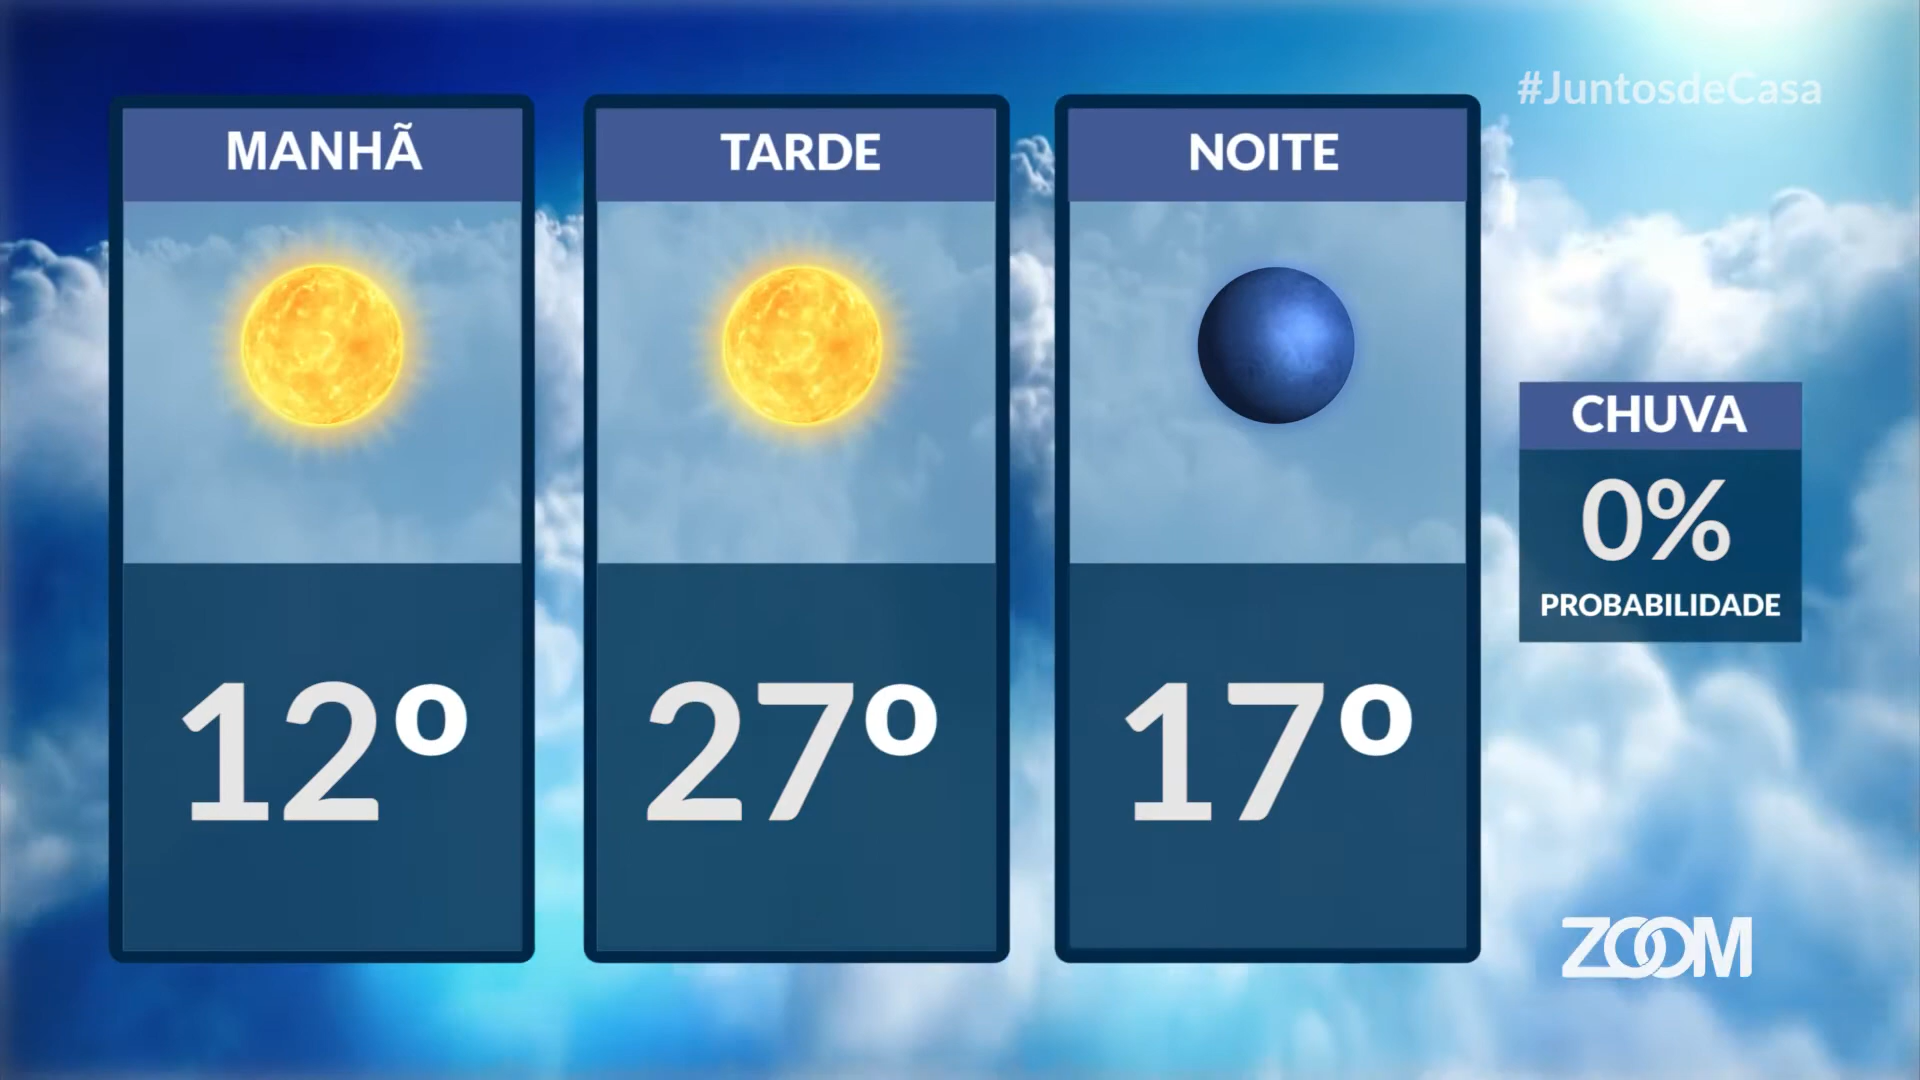 #JuntosdeCasa
MANHÃ
12º
TARDE
27º
NOITE
17º
CHUVA
0%
PROBABILIDADE
ZOOM